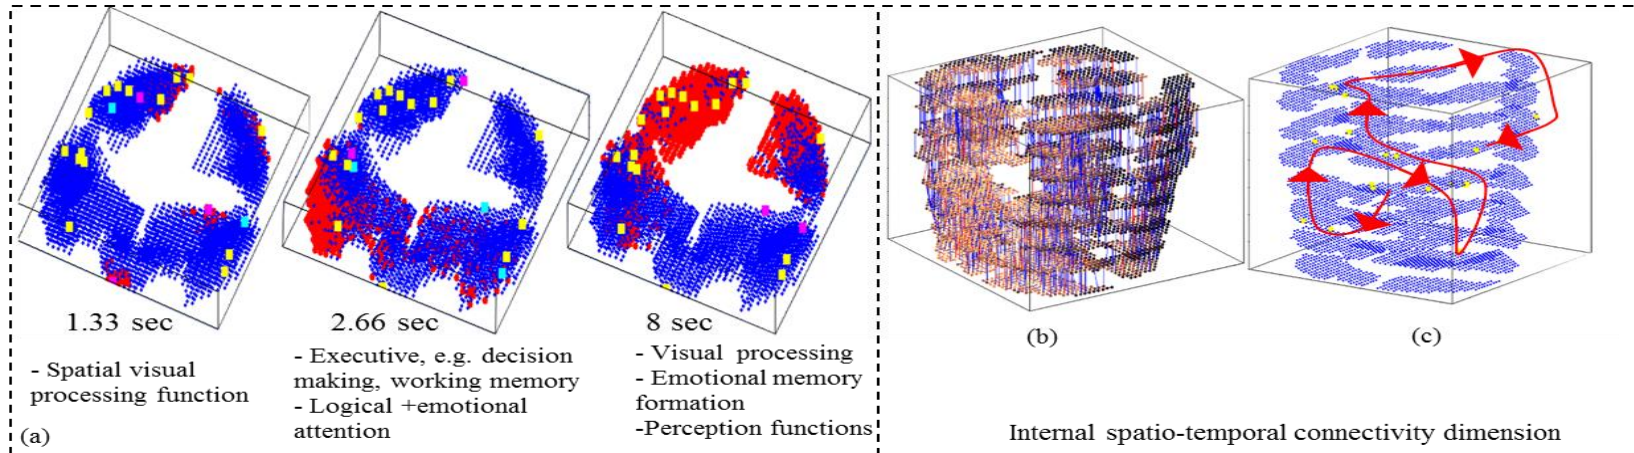 1.33 sec
- Spatial visual
processing function
(a)
2.66 sec
- Executive, e.g. decision
making, working memory
- Logical +emotional
attention
8 sec
- Visual processing
- Emotional memory
formation
-Perception functions
(b)
(c)
Internal spatio-temporal connectivity dimension